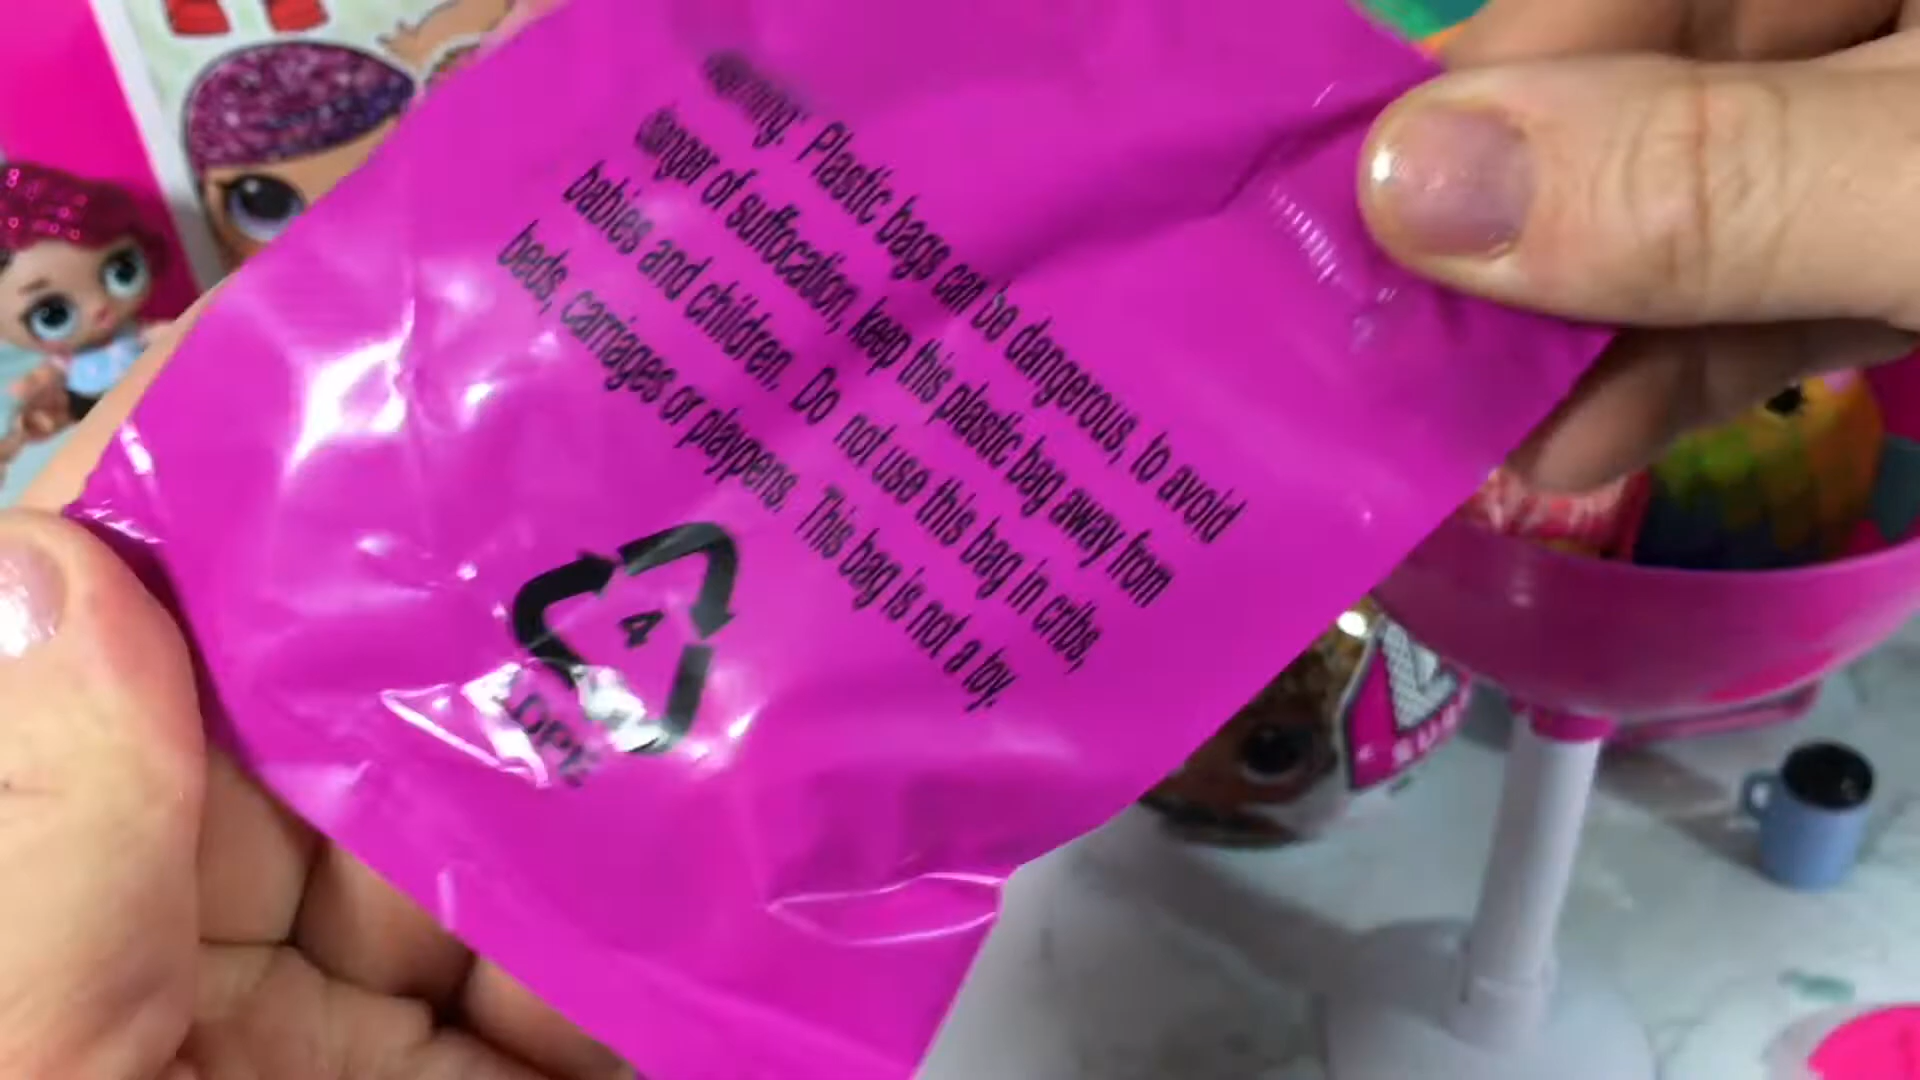 Warning: Plastic bags can be dangerous, to avoid
danger of suffocation, keep this plastic bag away from
babies and children. Do not use this bag in cribs,
beds, carriages or playpens. This bag is not a toy.
4
LDPE